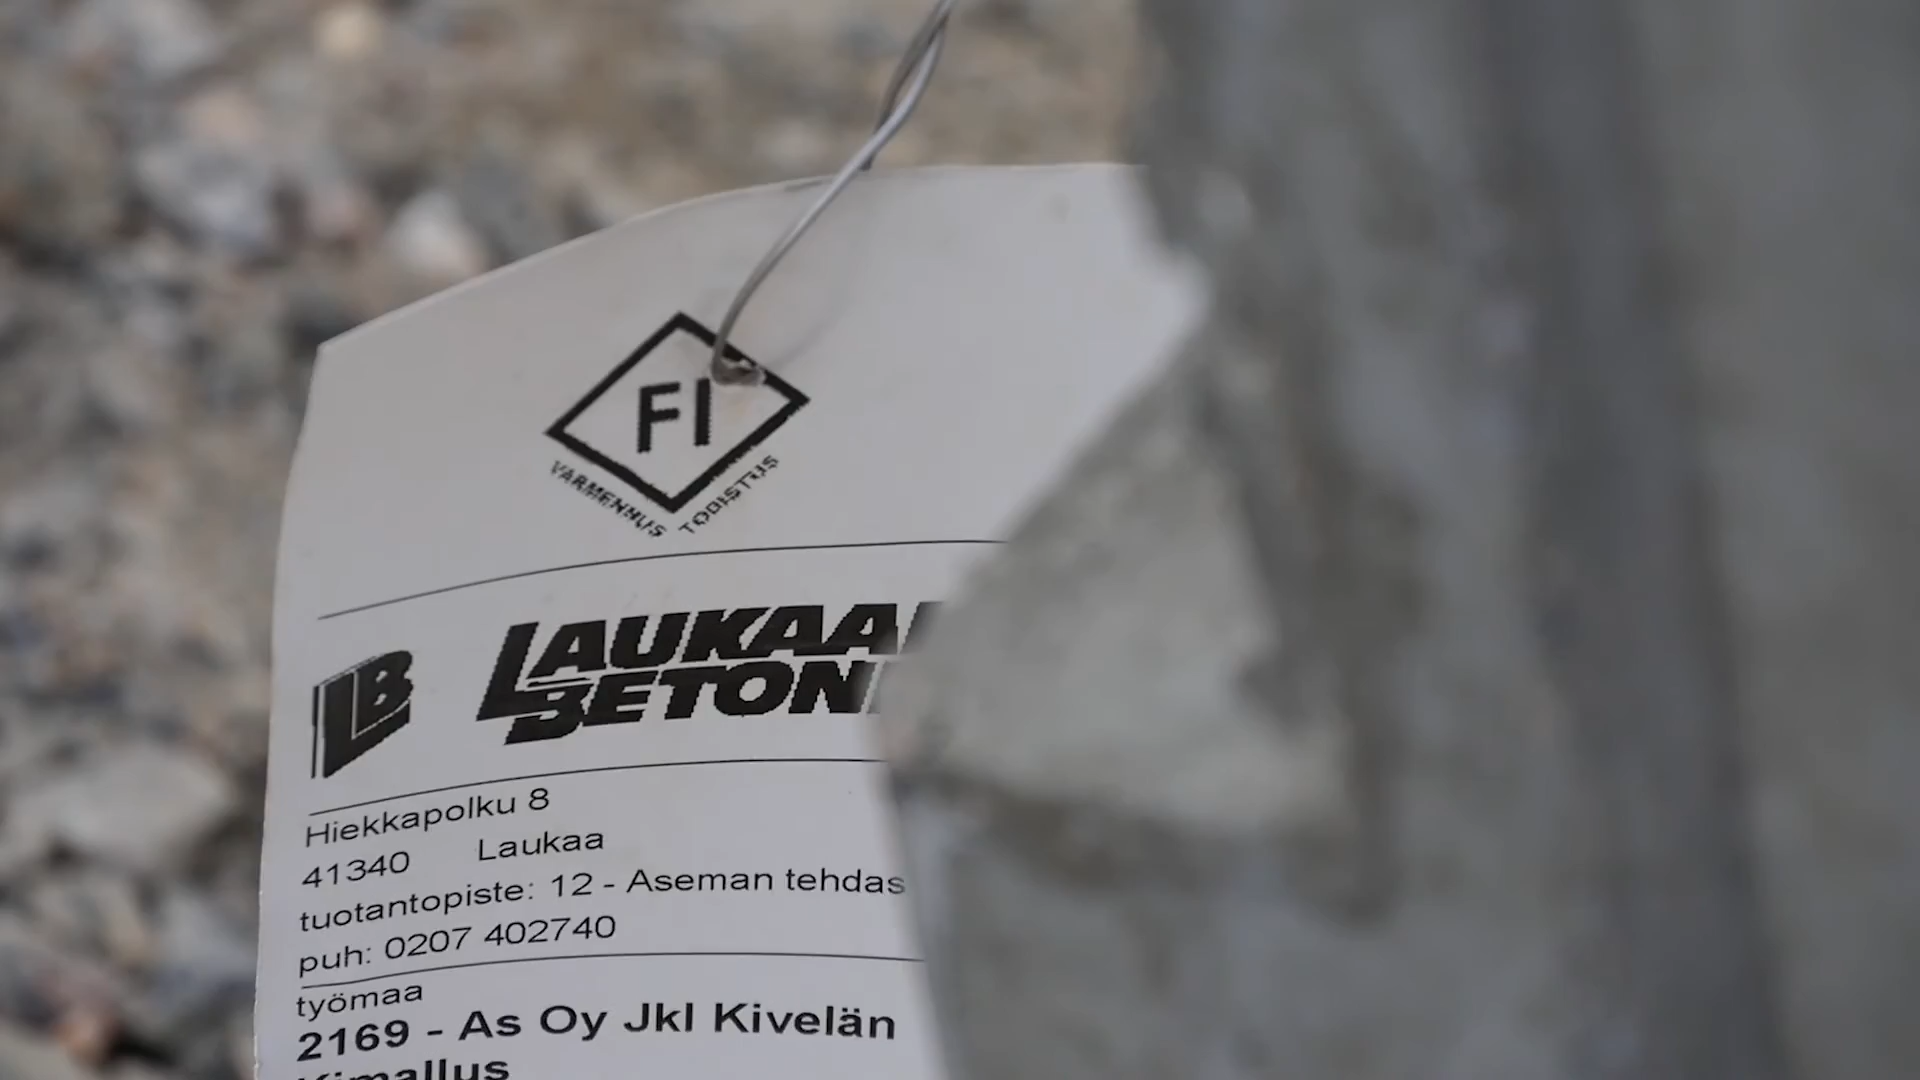 FI
VARMENNUS TODISTUS
LB
LAUKAA
BETON
Hiekkapolku 8
41340 Laukaa
tuotantopiste: 12 - Aseman tehdas
puh: 0207 402740
työmaa
2169 - As Oy Jkl Kivelän
Kimallus